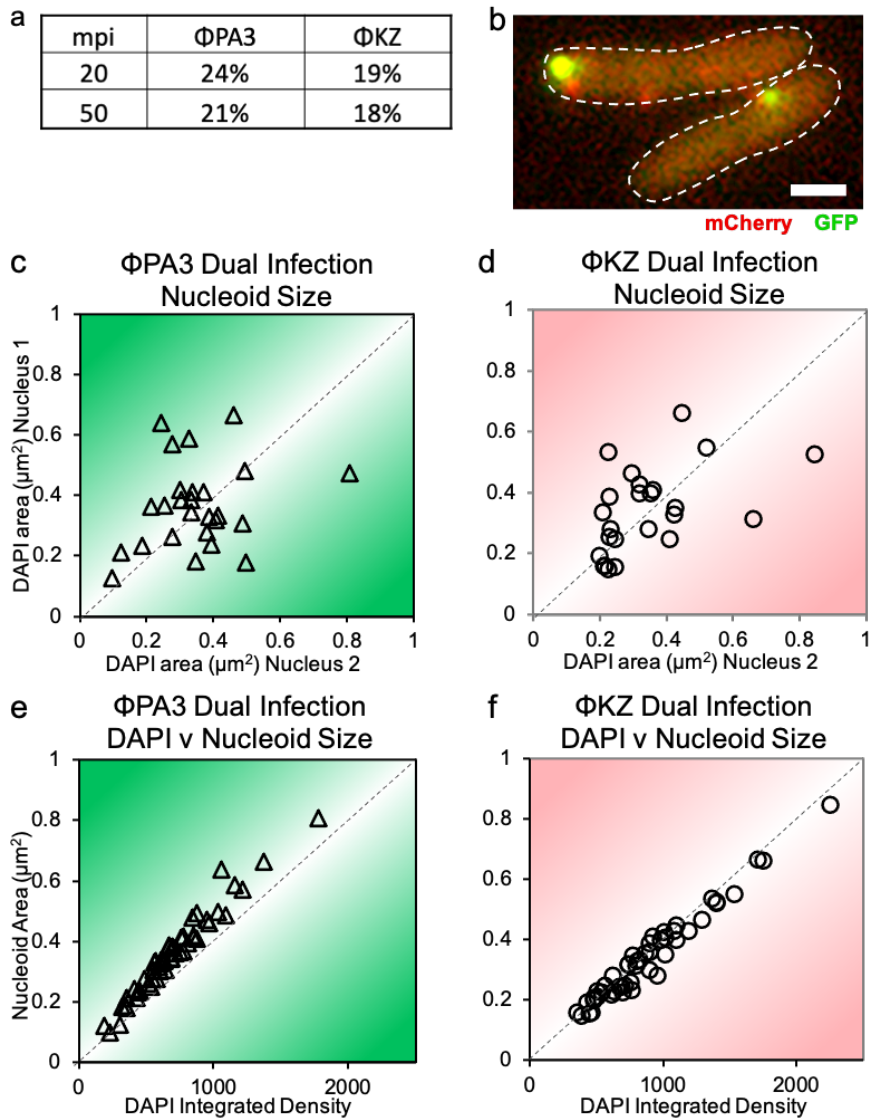 a
mpi ΦPA3 ΦKZ
20 24% 19%
50 21% 18%
b
mCherry GFP
c
ΦPA3 Dual Infection
Nucleoid Size
DAPI area (µm²) Nucleus 1
1
0.8
0.6
0.4
0.2
0
0 0.2 0.4 0.6 0.8 1
DAPI area (µm²) Nucleus 2
d
ΦKZ Dual Infection
Nucleoid Size
1
0.8
0.6
0.4
0.2
0
0 0.2 0.4 0.6 0.8 1
DAPI area (µm²) Nucleus 2
e
ΦPA3 Dual Infection
DAPI v Nucleoid Size
Nucleoid Area (µm²)
1
0.8
0.6
0.4
0.2
0
0 1000 2000
DAPI Integrated Density
f
ΦKZ Dual Infection
DAPI v Nucleoid Size
1
0.8
0.6
0.4
0.2
0
0 1000 2000
DAPI Integrated Density